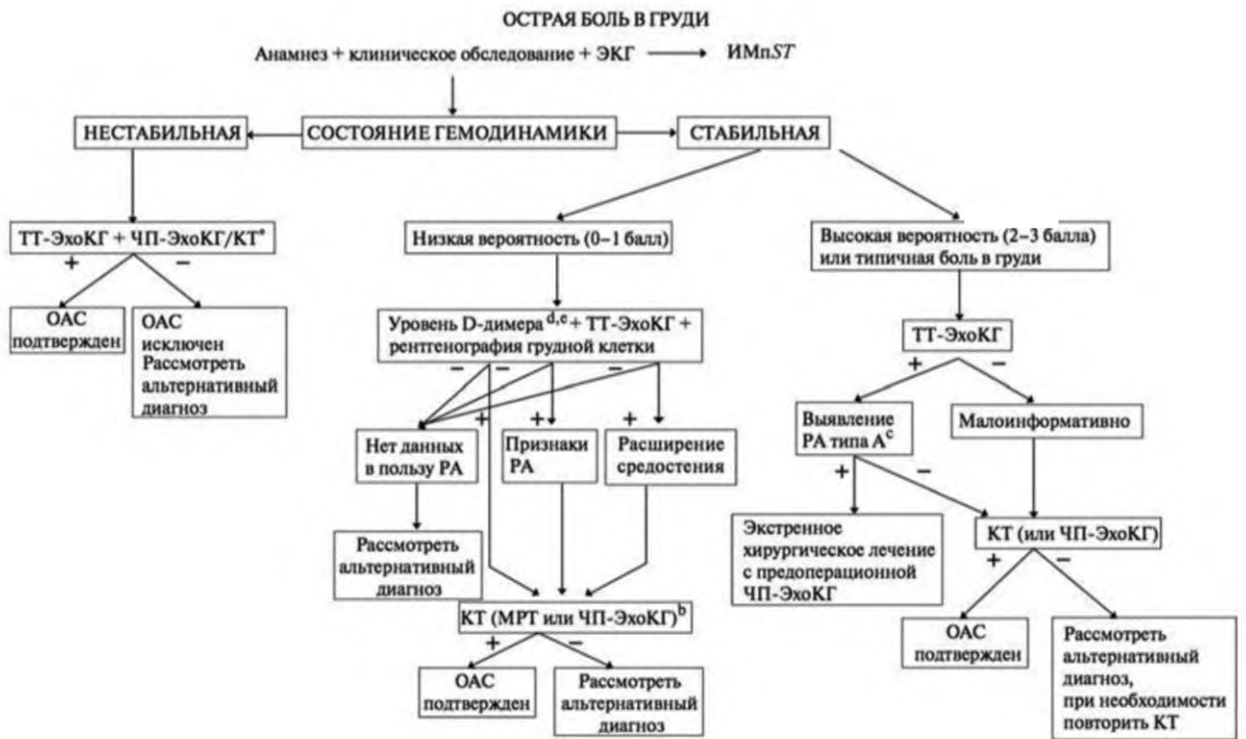 ОСТРАЯ БОЛЬ В ГРУДИ
Анамнез + клиническое обследование + ЭКГ
ИМпST
НЕСТАБИЛЬНАЯ
СОСТОЯНИЕ ГЕМОДИНАМИКИ
СТАБИЛЬНАЯ
ТТ-ЭхоКГ + ЧП-ЭхоКГ/КТ*
+
−
ОАС
подтвержден
ОАС
исключен
Рассмотреть
альтернативный
диагноз
Низкая вероятность (0–1 балл)
Уровень D-димера d,e + ТТ-ЭхоКГ +
рентгенография грудной клетки
− − − −
+ + +
Нет данных
в пользу РА
Признаки
РА
Расширение
средостения
Рассмотреть
альтернативный
диагноз
КТ (МРТ или ЧП-ЭхоКГ)b
+
−
ОАС
подтвержден
Рассмотреть
альтернативный
диагноз
Высокая вероятность (2–3 балла)
или типичная боль в груди
ТТ-ЭхоКГ
+
−
Выявление
РА типа Аc
Малоинформативно
+
−
Экстренное
хирургическое лечение
с предоперационной
ЧП-ЭхоКГ
КТ (или ЧП-ЭхоКГ)
+
−
ОАС
подтвержден
Рассмотреть
альтернативный
диагноз,
при необходимости
повторить КТ